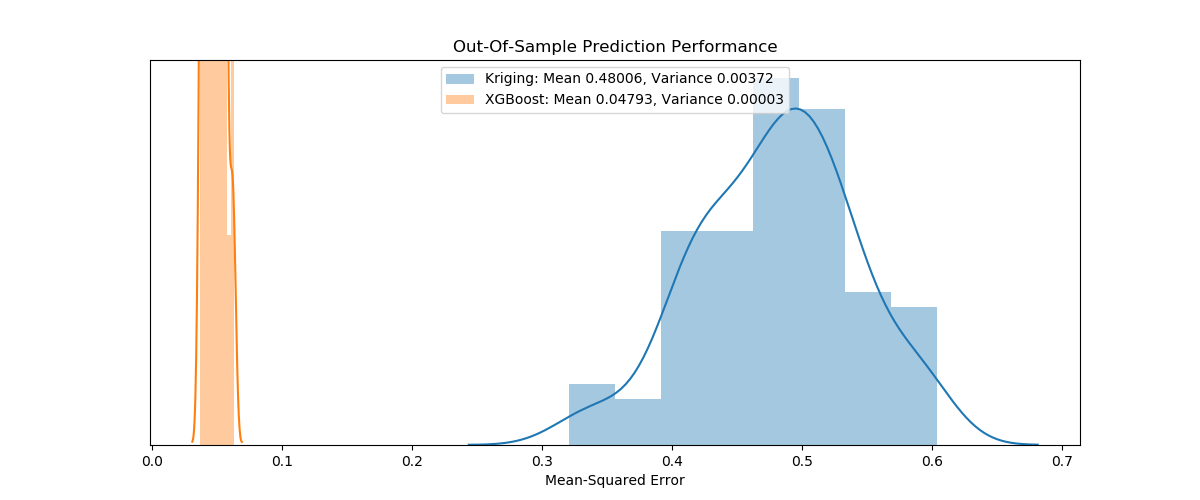 Out-Of-Sample Prediction Performance
Kriging: Mean 0.48006, Variance 0.00372
XGBoost: Mean 0.04793, Variance 0.00003
0.0 0.1 0.2 0.3 0.4 0.5 0.6 0.7
Mean-Squared Error